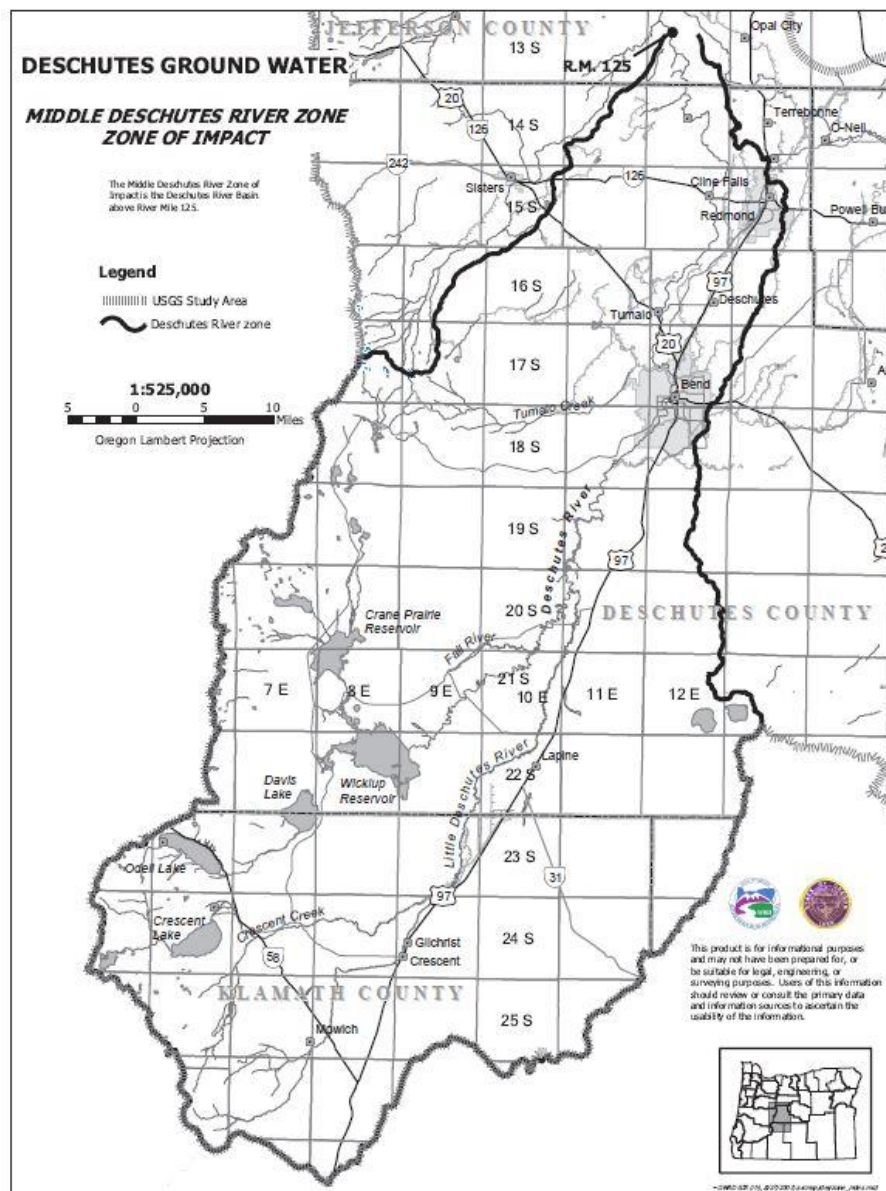 JEFFERSON COUNTY
13 S
Opal City
R.M. 125
DESCHUTES GROUND WATER
MIDDLE DESCHUTES RIVER ZONE
ZONE OF IMPACT
The Middle Deschutes River Zone of
Impact is the Deschutes River Basin
above River Mile 125.
20
126
14 S
Terrebonne
O-Neil
242
Sisters
126
Cline Falls
15 S
Redmond
Powell Bu
Legend
USGS Study Area
Deschutes River zone
16 S
97
Deschutes
Tumalo
20
1:525,000
5 0 5 10
Miles
Oregon Lambert Projection
17 S
Bend
A
Tumalo Creek
18 S
19 S
Deschutes River
97
2
20 S
DESCHUTES COUNTY
Crane Prairie
Reservoir
Fall River
21 S
7 E
8 E
9 E
10 E
11 E
12 E
Little Deschutes River
Lapine
22 S
Davis
Lake
Wickiup
Reservoir
23 S
31
Odell Lake
97
Crescent
Lake
Crescent Creek
24 S
Gilchrist
Crescent
58
KLAMATH COUNTY
25 S
Mowich
This product is for informational purposes
and may not have been prepared for, or
be suitable for legal, engineering, or
surveying purposes. Users of this information
should review or consult the primary data
and information sources to ascertain the
usability of the information.